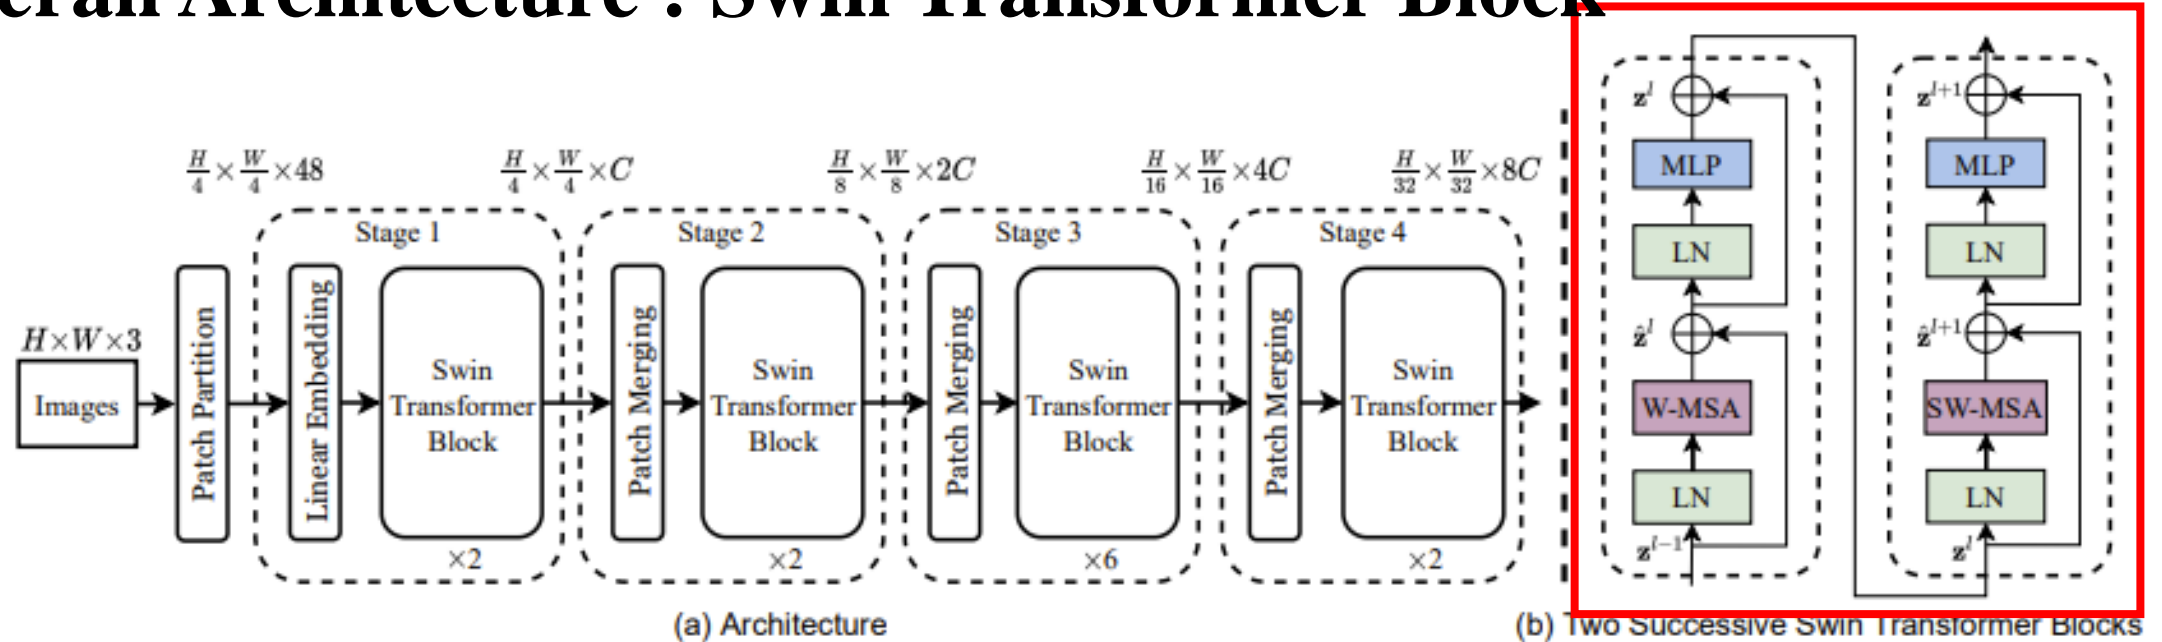 : Swin Transformer Block
H/4 × W/4 × 48
H/4 × W/4 × C
H/8 × W/8 × 2C
H/16 × W/16 × 4C
H/32 × W/32 × 8C
H×W×3
Images
Patch Partition
Stage 1
Linear Embedding
Swin
Transformer
Block
×2
Stage 2
Patch Merging
Swin
Transformer
Block
×2
Stage 3
Patch Merging
Swin
Transformer
Block
×6
Stage 4
Patch Merging
Swin
Transformer
Block
×2
(a) Architecture
z^l
MLP
LN
ẑ^l
W-MSA
LN
z^{l-1}
z^{l+1}
MLP
LN
ẑ^{l+1}
SW-MSA
LN
z^l
(b) Two Successive Swin Transformer Blocks